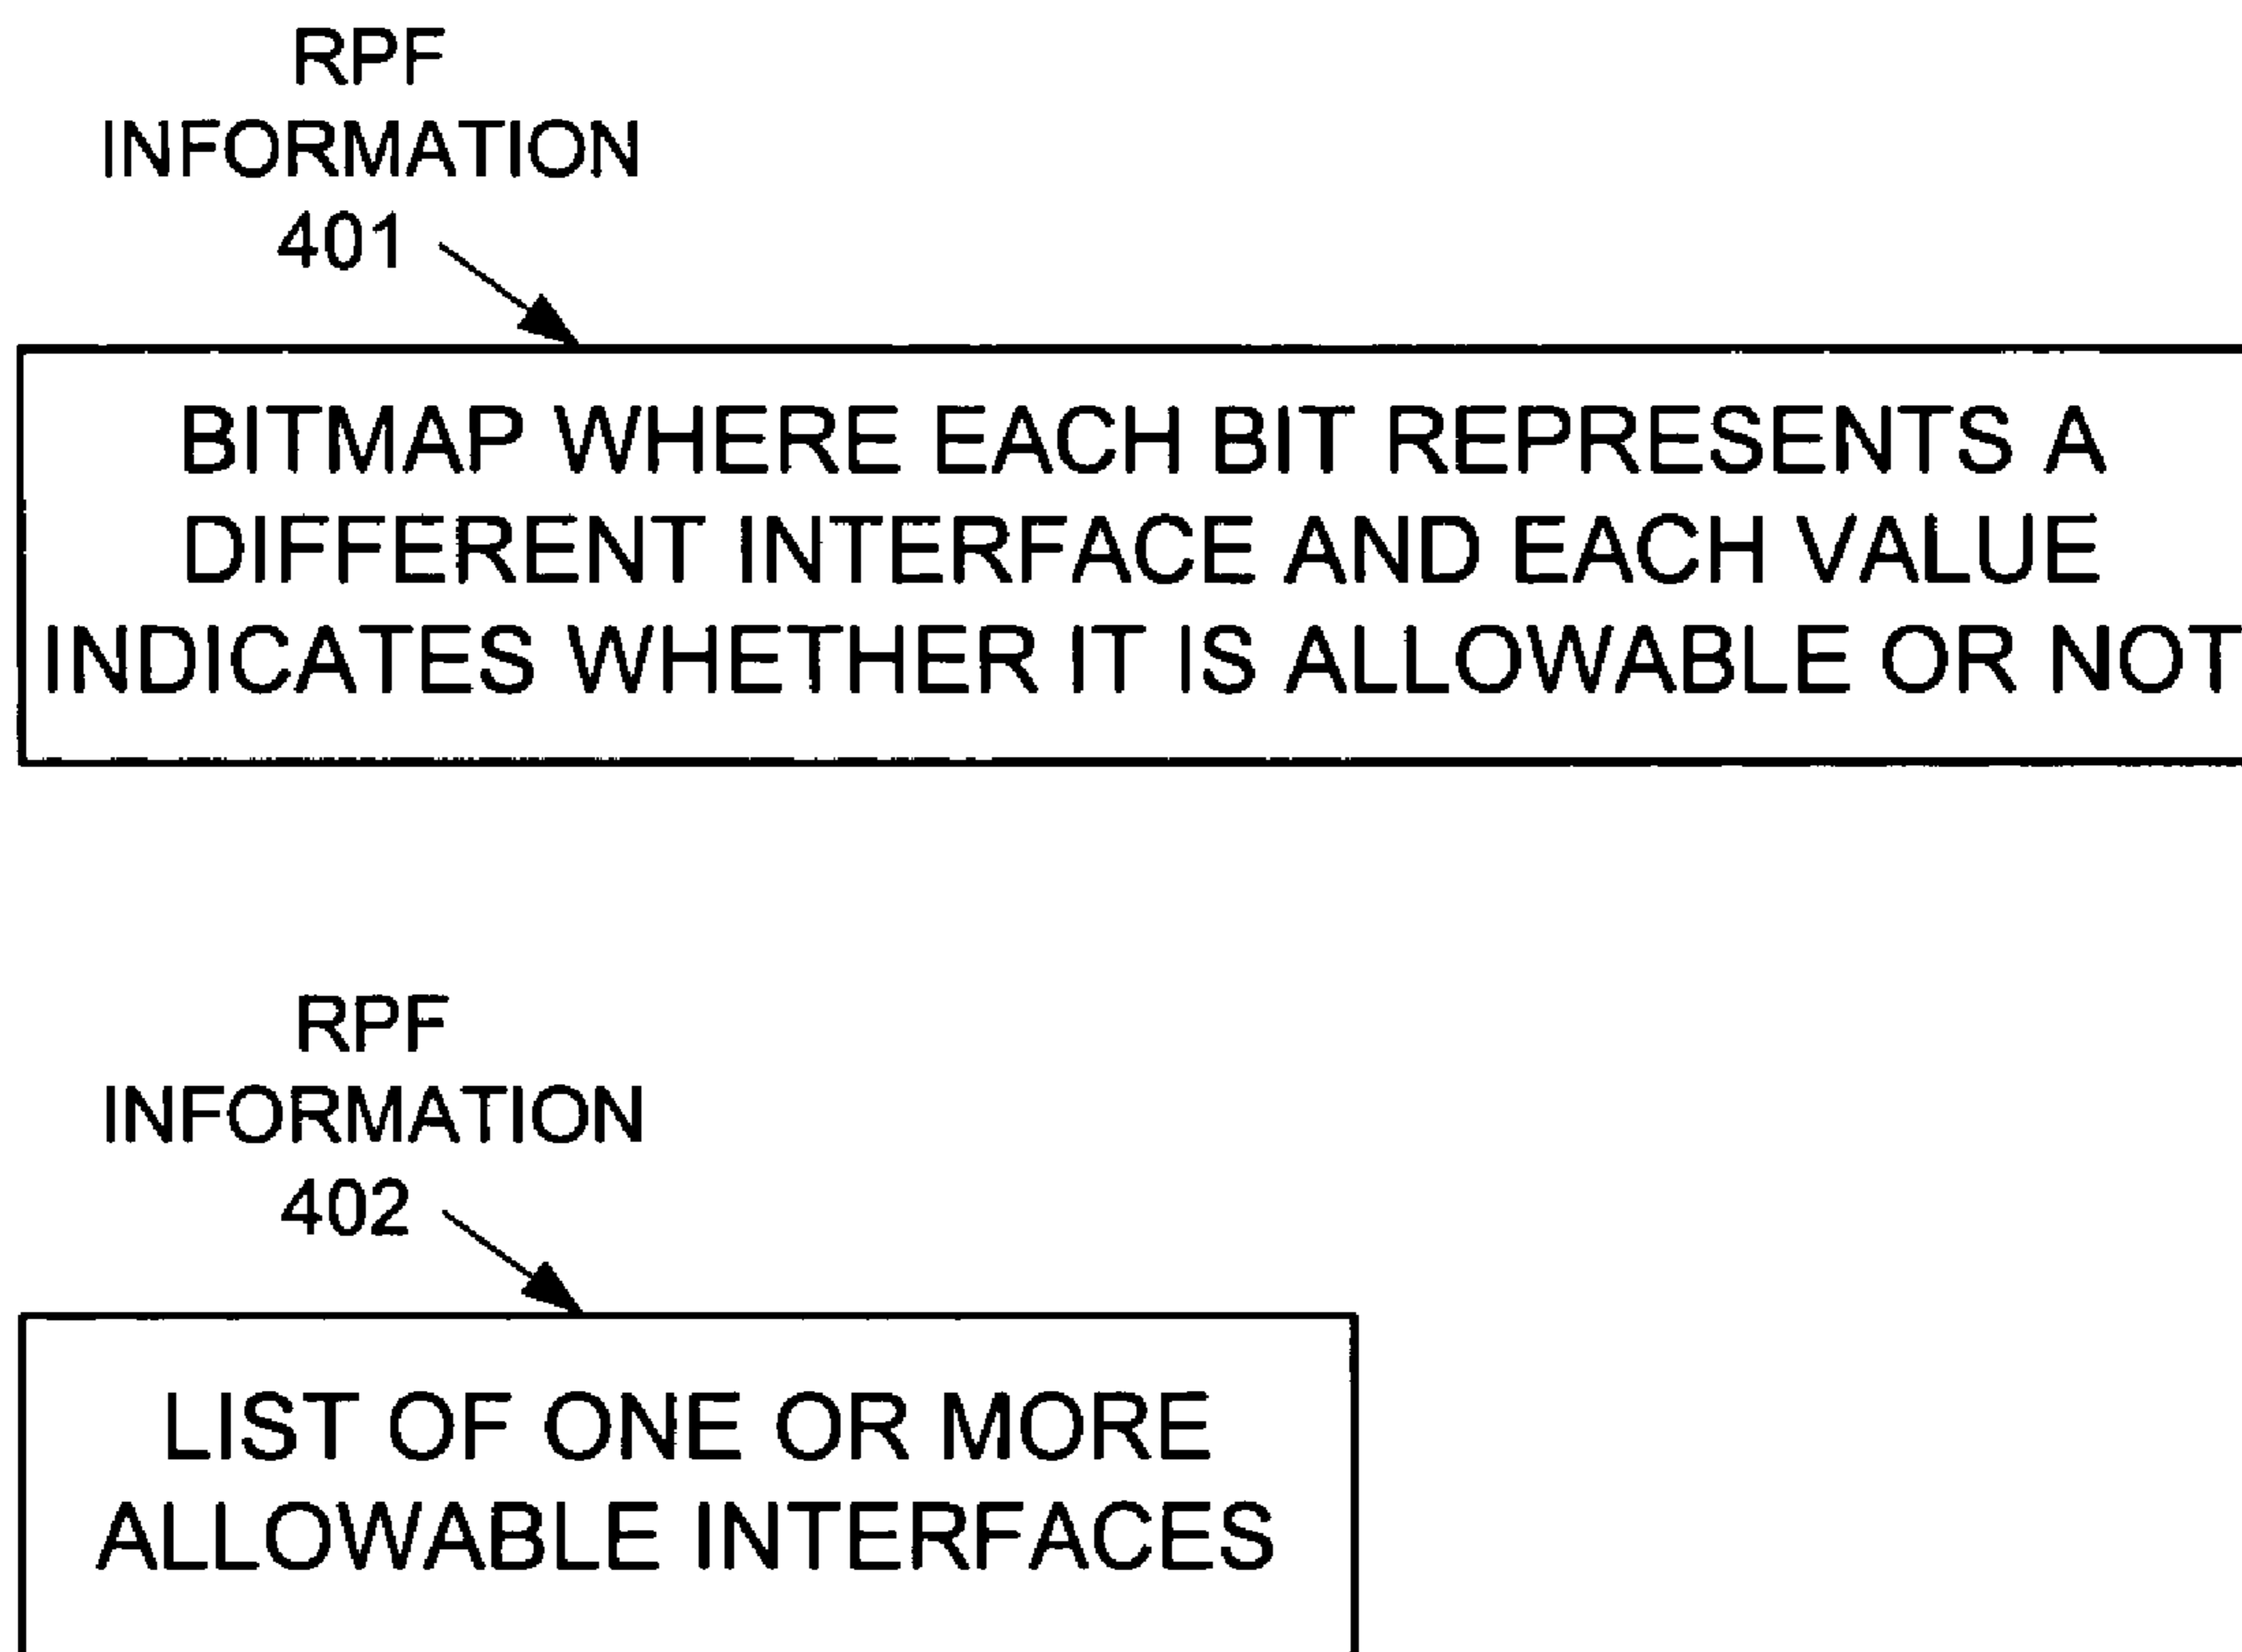 RPF
INFORMATION
401
BITMAP WHERE EACH BIT REPRESENTS A
DIFFERENT INTERFACE AND EACH VALUE
INDICATES WHETHER IT IS ALLOWABLE OR NOT
RPF
INFORMATION
402
LIST OF ONE OR MORE
ALLOWABLE INTERFACES